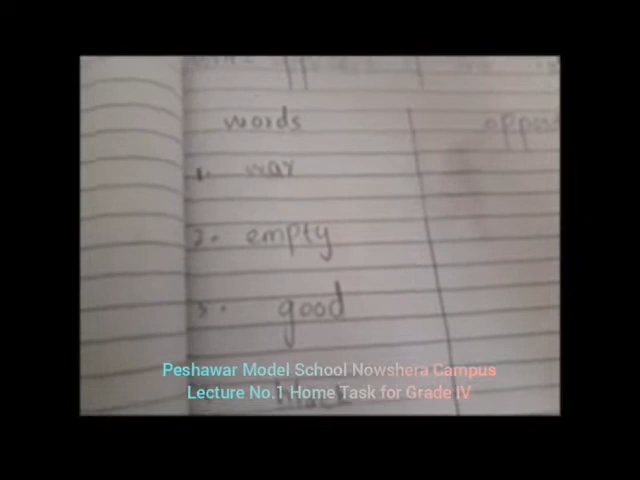 words
1. war
2. empty
3. good
Peshawar Model School Nowshera Campus
Lecture No.1 Home Task for Grade IV